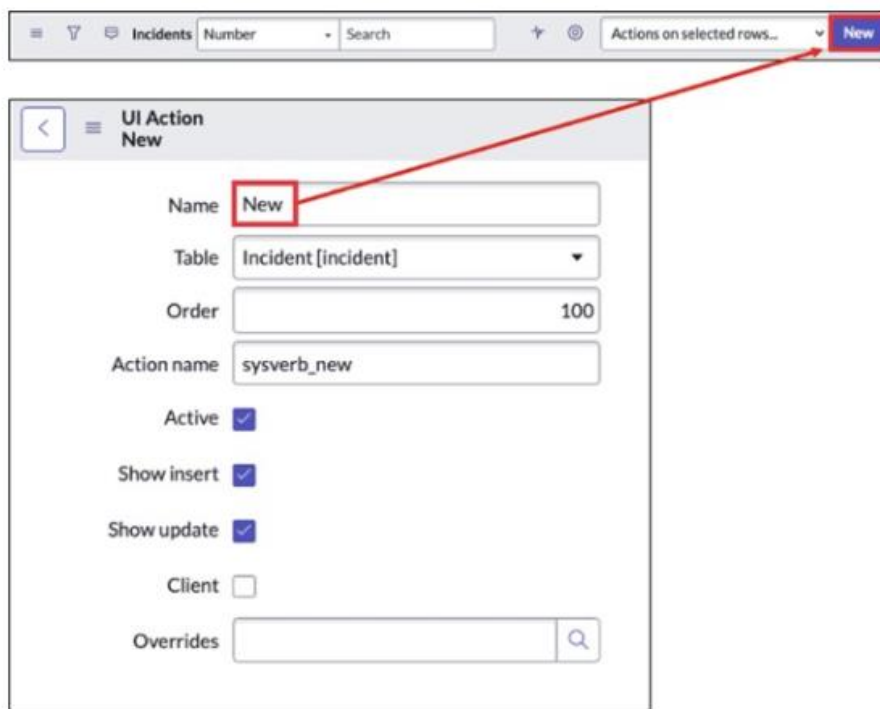 Incidents Number Search Actions on selected rows... New
UI Action
New
Name New
Table Incident [incident]
Order 100
Action name sysverb_new
Active
Show insert
Show update
Client
Overrides